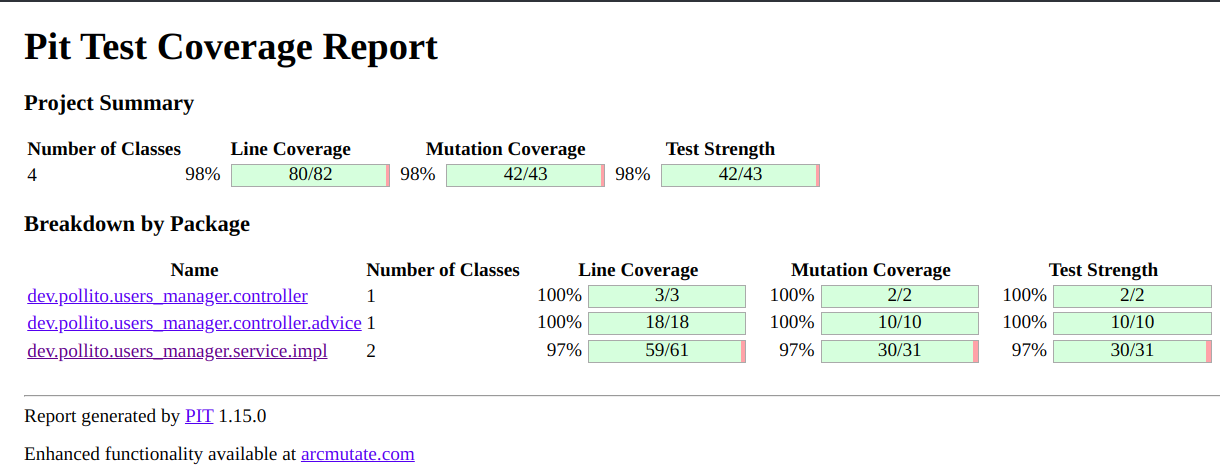 Pit Test Coverage Report
Project Summary
Number of Classes Line Coverage Mutation Coverage Test Strength
4 98% 80/82 98% 42/43 98% 42/43
Breakdown by Package
Name Number of Classes Line Coverage Mutation Coverage Test Strength
dev.pollito.users_manager.controller 1 100% 3/3 100% 2/2 100% 2/2
dev.pollito.users_manager.controller.advice 1 100% 18/18 100% 10/10 100% 10/10
dev.pollito.users_manager.service.impl 2 97% 59/61 97% 30/31 97% 30/31
Report generated by PIT 1.15.0
Enhanced functionality available at arcmutate.com